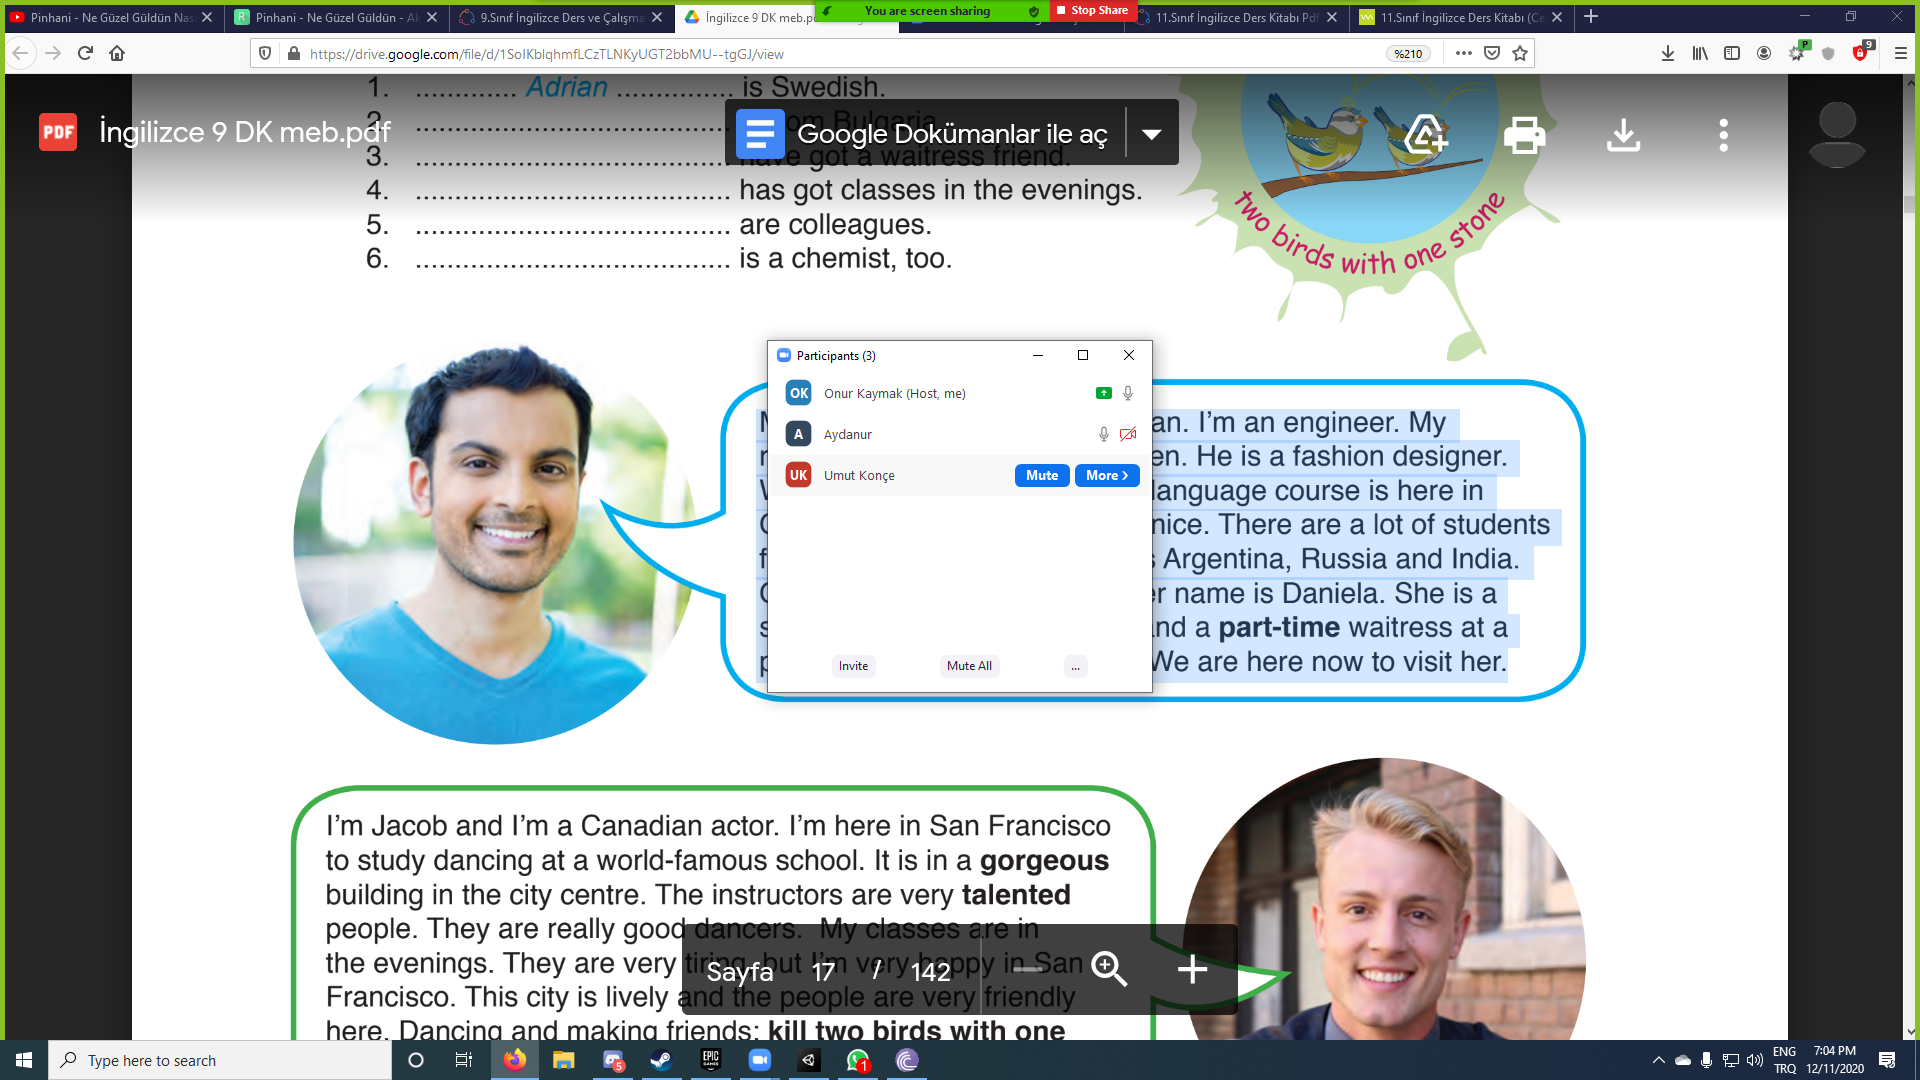 Pinhani - Ne Güzel Güldün Nas
Pinhani - Ne Güzel Güldün - Ak
9.Sınıf İngilizce Ders ve Çalışma
İngilizce 9 DK meb.pdf
You are screen sharing
Stop Share
11.Sınıf İngilizce Ders Kitabı Pdf
11.Sınıf İngilizce Ders Kitabı (Ce
https://drive.google.com/file/d/1SoIKblqhmfLCzTLNKyUGT2bbMU--tgGJ/view
%210
P
9
PDF
İngilizce 9 DK meb.pdf
Google Dokümanlar ile aç
1. ............. Adrian ............... is Swedish.
2. ........................................ Bulgaria.
3. ........................................ have got a waitress friend.
4. ........................................ has got classes in the evenings.
5. ........................................ are colleagues.
6. ........................................ is a chemist, too.
two birds with one stone
Participants (3)
OK Onur Kaymak (Host, me)
A Aydanur
UK Umut Konçe
Mute
More
Invite
Mute All
...
an. I'm an engineer. My
en. He is a fashion designer.
language course is here in
nice. There are a lot of students
Argentina, Russia and India.
er name is Daniela. She is a
nd a part-time waitress at a
We are here now to visit her.
I'm Jacob and I'm a Canadian actor. I'm here in San Francisco
to study dancing at a world-famous school. It is in a gorgeous
building in the city centre. The instructors are very talented
people. They are really good dancers. My classes are in
the evenings. They are very tiring, but I'm very happy in San
Francisco. This city is lively and the people are very friendly
here. Dancing and making friends: kill two birds with one
Sayfa 17 / 142
Type here to search
5
EPIC GAMES
1
ENG
TRQ
7:04 PM
12/11/2020